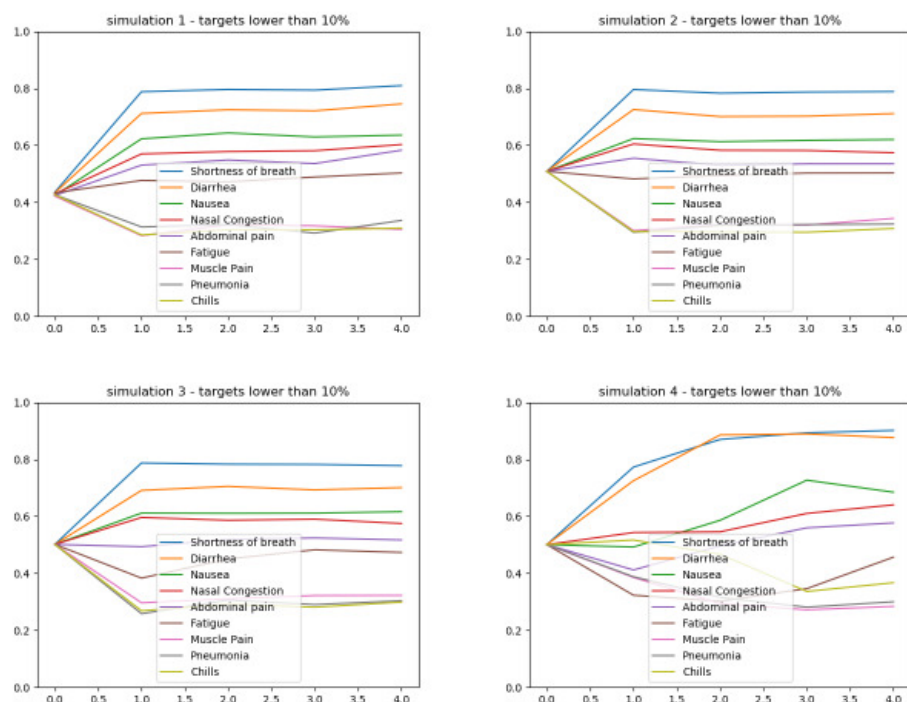 simulation 1 - targets lower than 10%
1.0
0.8
0.6
0.4
0.2
0.0
Shortness of breath
Diarrhea
Nausea
Nasal Congestion
Abdominal pain
Fatigue
Muscle Pain
Pneumonia
Chills
0.0 0.5 1.0 1.5 2.0 2.5 3.0 3.5 4.0
simulation 2 - targets lower than 10%
1.0
0.8
0.6
0.4
0.2
0.0
Shortness of breath
Diarrhea
Nausea
Nasal Congestion
Abdominal pain
Fatigue
Muscle Pain
Pneumonia
Chills
0.0 0.5 1.0 1.5 2.0 2.5 3.0 3.5 4.0
simulation 3 - targets lower than 10%
1.0
0.8
0.6
0.4
0.2
0.0
Shortness of breath
Diarrhea
Nausea
Nasal Congestion
Abdominal pain
Fatigue
Muscle Pain
Pneumonia
Chills
0.0 0.5 1.0 1.5 2.0 2.5 3.0 3.5 4.0
simulation 4 - targets lower than 10%
1.0
0.8
0.6
0.4
0.2
0.0
Shortness of breath
Diarrhea
Nausea
Nasal Congestion
Abdominal pain
Fatigue
Muscle Pain
Pneumonia
Chills
0.0 0.5 1.0 1.5 2.0 2.5 3.0 3.5 4.0